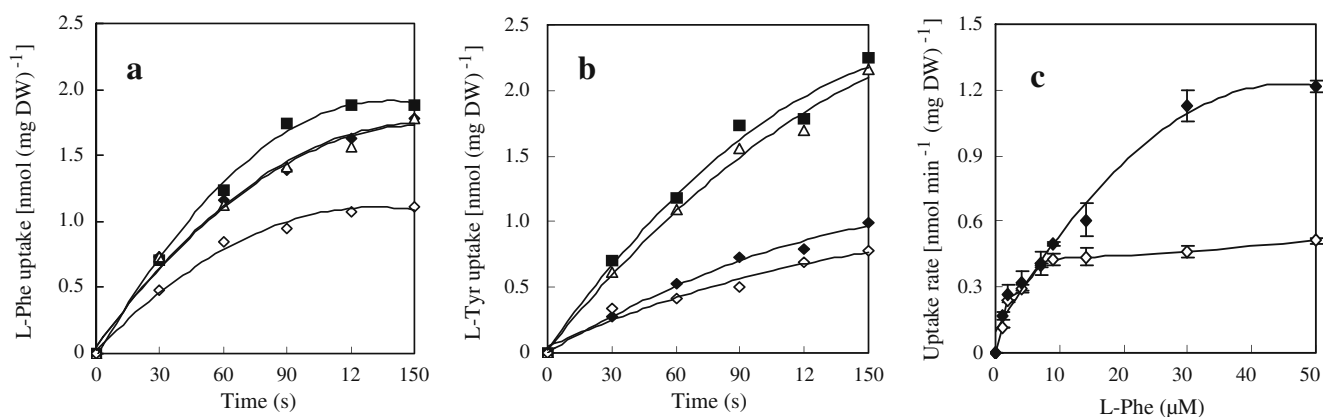 a
L-Phe uptake [nmol (mg DW)⁻¹]
2.5
2.0
1.5
1.0
0.5
0
0 30 60 90 12 150
Time (s)
b
L-Tyr uptake [nmol (mg DW)⁻¹]
2.5
2.0
1.5
1.0
0.5
0.0
0 30 60 90 12 150
Time (s)
c
Uptake rate [nmol min⁻¹ (mg DW)⁻¹]
1.5
1.2
0.9
0.6
0.3
0
0 10 20 30 40 50
L-Phe (µM)